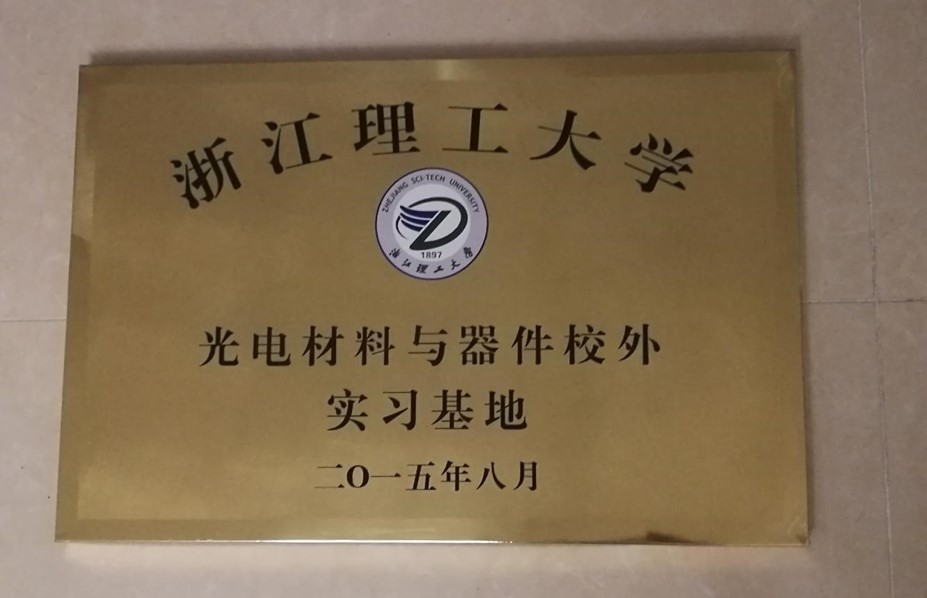 浙江理工大学
ZHEJIANG SCI-TECH UNIVERSITY
1897
浙江理工大学
光电材料与器件校外
实习基地
二O一五年八月